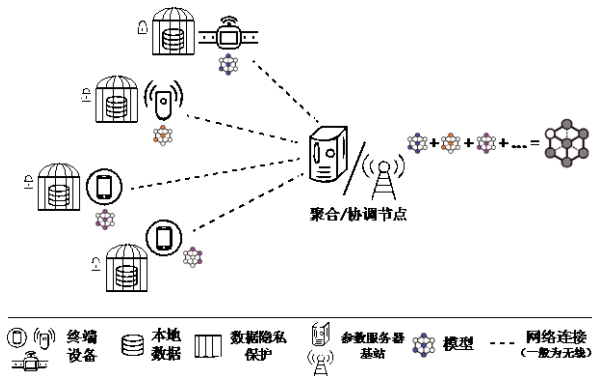 + + + .... =
聚合/协调节点
终端
设备
本地
数据
数据隐私
保护
参数服务器
基站
模型
网络连接
（一般为无线）